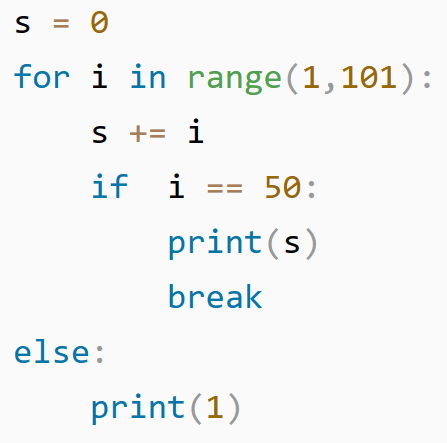 s = 0
for i in range(1,101):
    s += i
    if  i == 50:
        print(s)
        break
else:
    print(1)